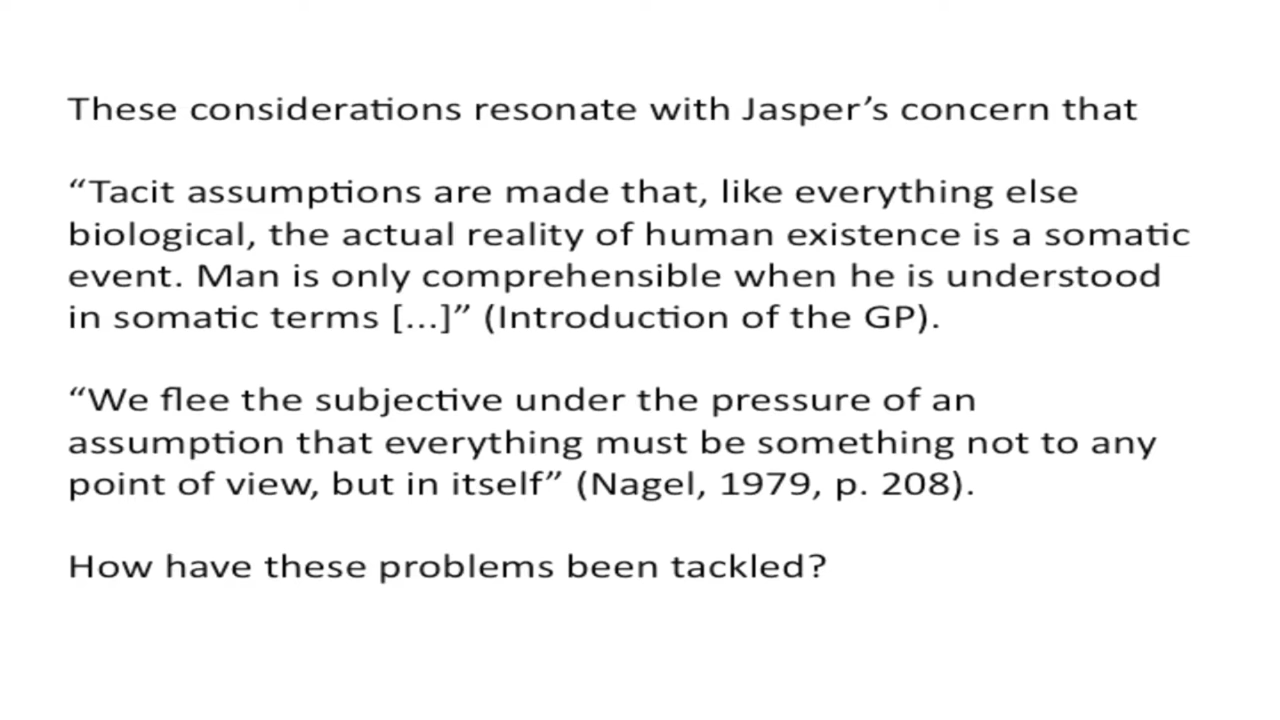 These considerations resonate with Jasper’s concern that
“Tacit assumptions are made that, like everything else
biological, the actual reality of human existence is a somatic
event. Man is only comprehensible when he is understood
in somatic terms [...]” (Introduction of the GP).
“We flee the subjective under the pressure of an
assumption that everything must be something not to any
point of view, but in itself” (Nagel, 1979, p. 208).
How have these problems been tackled?